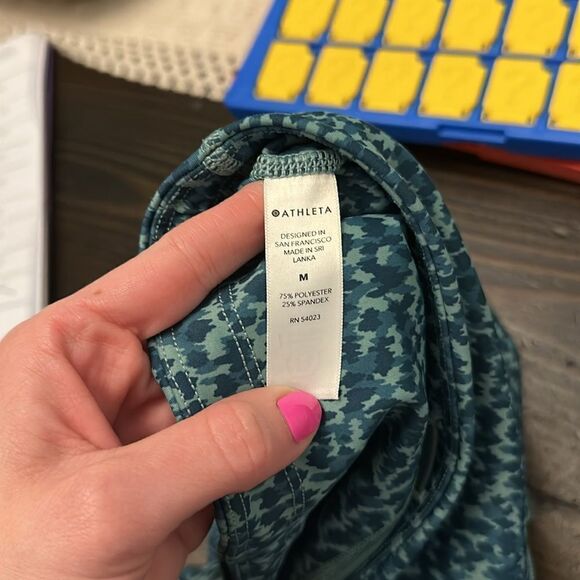 ATHLETA
DESIGNED IN
SAN FRANCISCO
MADE IN SRI
LANKA
M
75% POLYESTER
25% SPANDEX
RN 54023